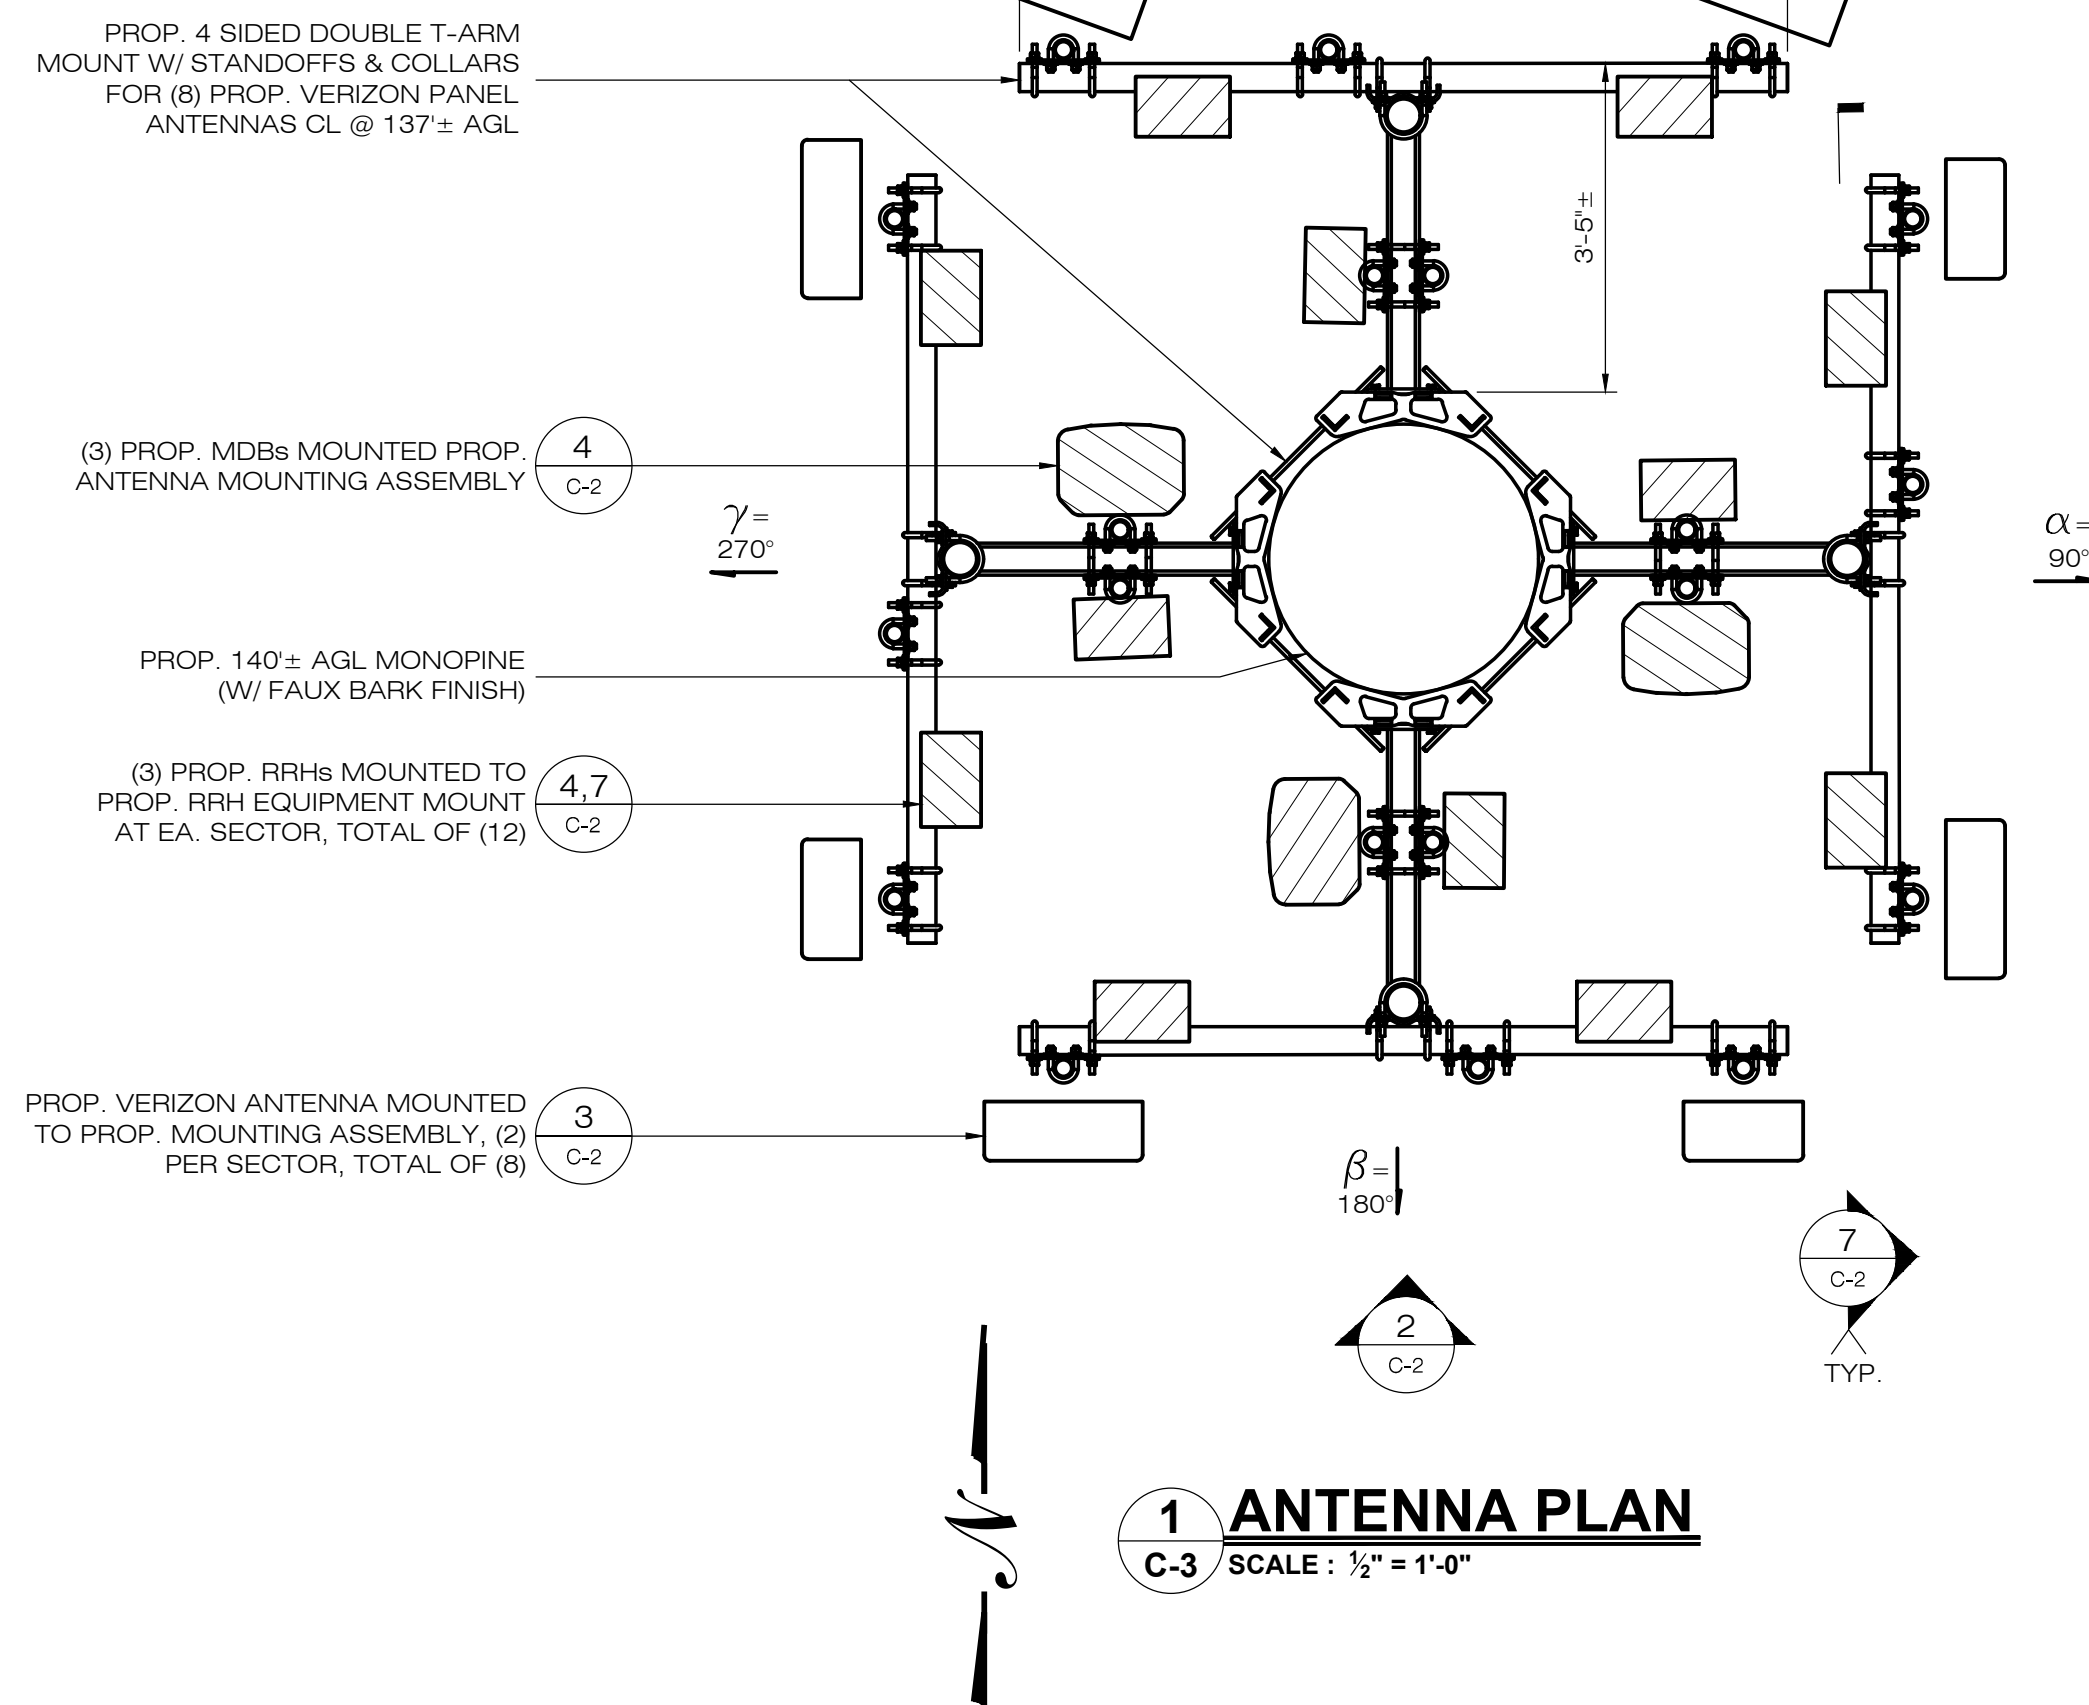 PROP. 4 SIDED DOUBLE T-ARM
MOUNT W/ STANDOFFS & COLLARS
FOR (8) PROP. VERIZON PANEL
ANTENNAS CL @ 137'± AGL
3'-5"±
(3) PROP. MDBs MOUNTED PROP.
ANTENNA MOUNTING ASSEMBLY
4
C-2
γ=
270°
α=
90°
PROP. 140'± AGL MONOPINE
(W/ FAUX BARK FINISH)
(3) PROP. RRHs MOUNTED TO
PROP. RRH EQUIPMENT MOUNT
AT EA. SECTOR, TOTAL OF (12)
4,7
C-2
PROP. VERIZON ANTENNA MOUNTED
TO PROP. MOUNTING ASSEMBLY, (2)
PER SECTOR, TOTAL OF (8)
3
C-2
β=
180°
7
C-2
TYP.
2
C-2
N
1
C-3
ANTENNA PLAN
SCALE : ½" = 1'-0"